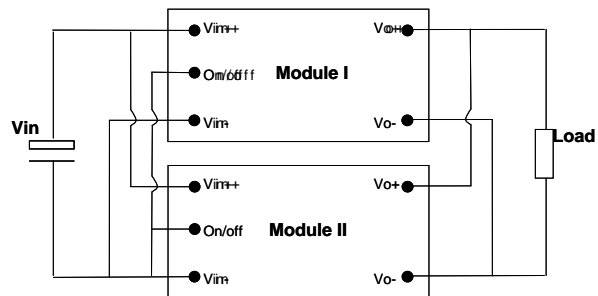 Vin+
Vo+
On/off
Module I
Vin-
Vo-
Vin
Load
Vin+
Vo+
On/off
Module II
Vin-
Vo-